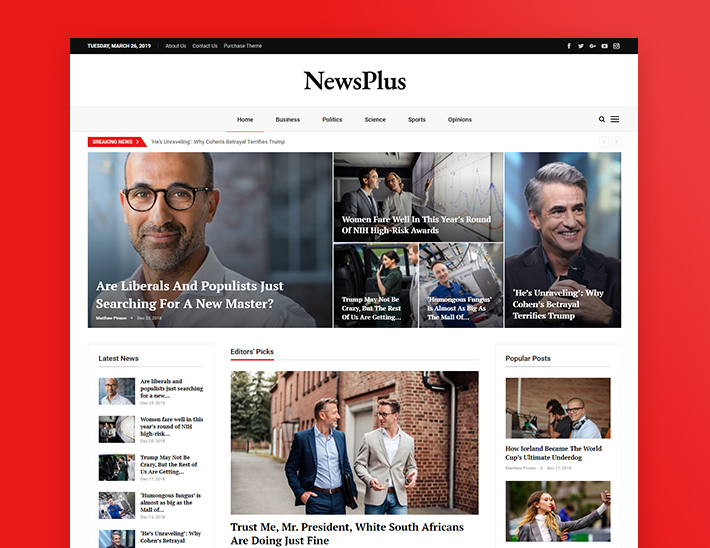 TUESDAY, MARCH 26, 2019
About Us
Contact Us
Purchase Theme
NewsPlus
Home
Business
Politics
Science
Sports
Opinions
BREAKING NEWS
'He's Unraveling': Why Cohen's Betrayal Terrifies Trump
Are Liberals And Populists Just
Searching For A New Master?
Matthew Pinson
Dec 23, 2018
Women Fare Well In This Year's Round
Of NIH High-Risk Awards
Trump May Not Be
Crazy, But The Rest
Of Us Are Getting...
'Humongous Fungus'
Is Almost As Big As
The Mall Of...
'He's Unraveling': Why
Cohen's Betrayal
Terrifies Trump
Latest News
Are liberals and
populists just searching
for a new...
Dec 23, 2018
Women fare well in this
year's round of NIH
high-risk...
Dec 20, 2018
Trump May Not Be
Crazy, But the Rest of
Us Are Getting...
Dec 17, 2018
'Humongous fungus' is
almost as big as the
Mall of...
Dec 14, 2018
'He's Unraveling': Why
Cohen's Betrayal
Editors' Picks
Trust Me, Mr. President, White South Africans
Are Doing Just Fine
Popular Posts
How Iceland Became The World
Cup's Ultimate Underdog
Matthew Pinson
Nov 17, 2018